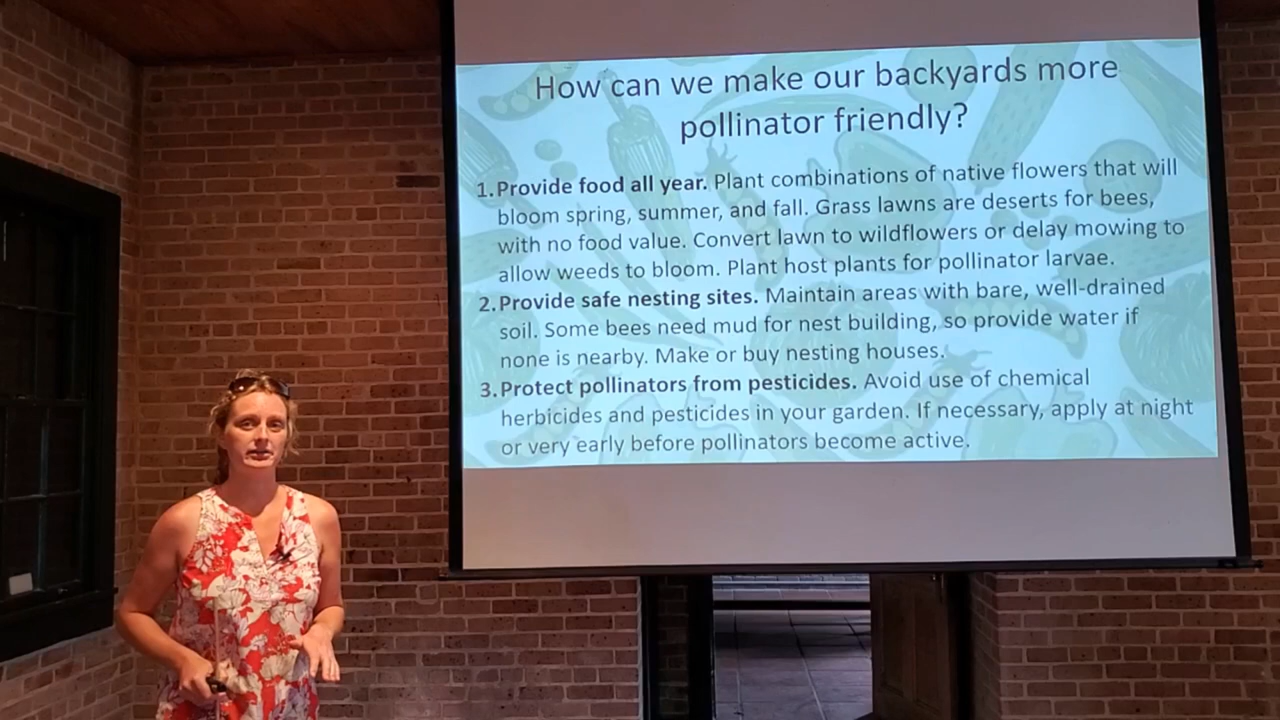 How can we make our backyards more
pollinator friendly?
1. Provide food all year. Plant combinations of native flowers that will
bloom spring, summer, and fall. Grass lawns are deserts for bees,
with no food value. Convert lawn to wildflowers or delay mowing to
allow weeds to bloom. Plant host plants for pollinator larvae.
2. Provide safe nesting sites. Maintain areas with bare, well-drained
soil. Some bees need mud for nest building, so provide water if
none is nearby. Make or buy nesting houses.
3. Protect pollinators from pesticides. Avoid use of chemical
herbicides and pesticides in your garden. If necessary, apply at night
or very early before pollinators become active.